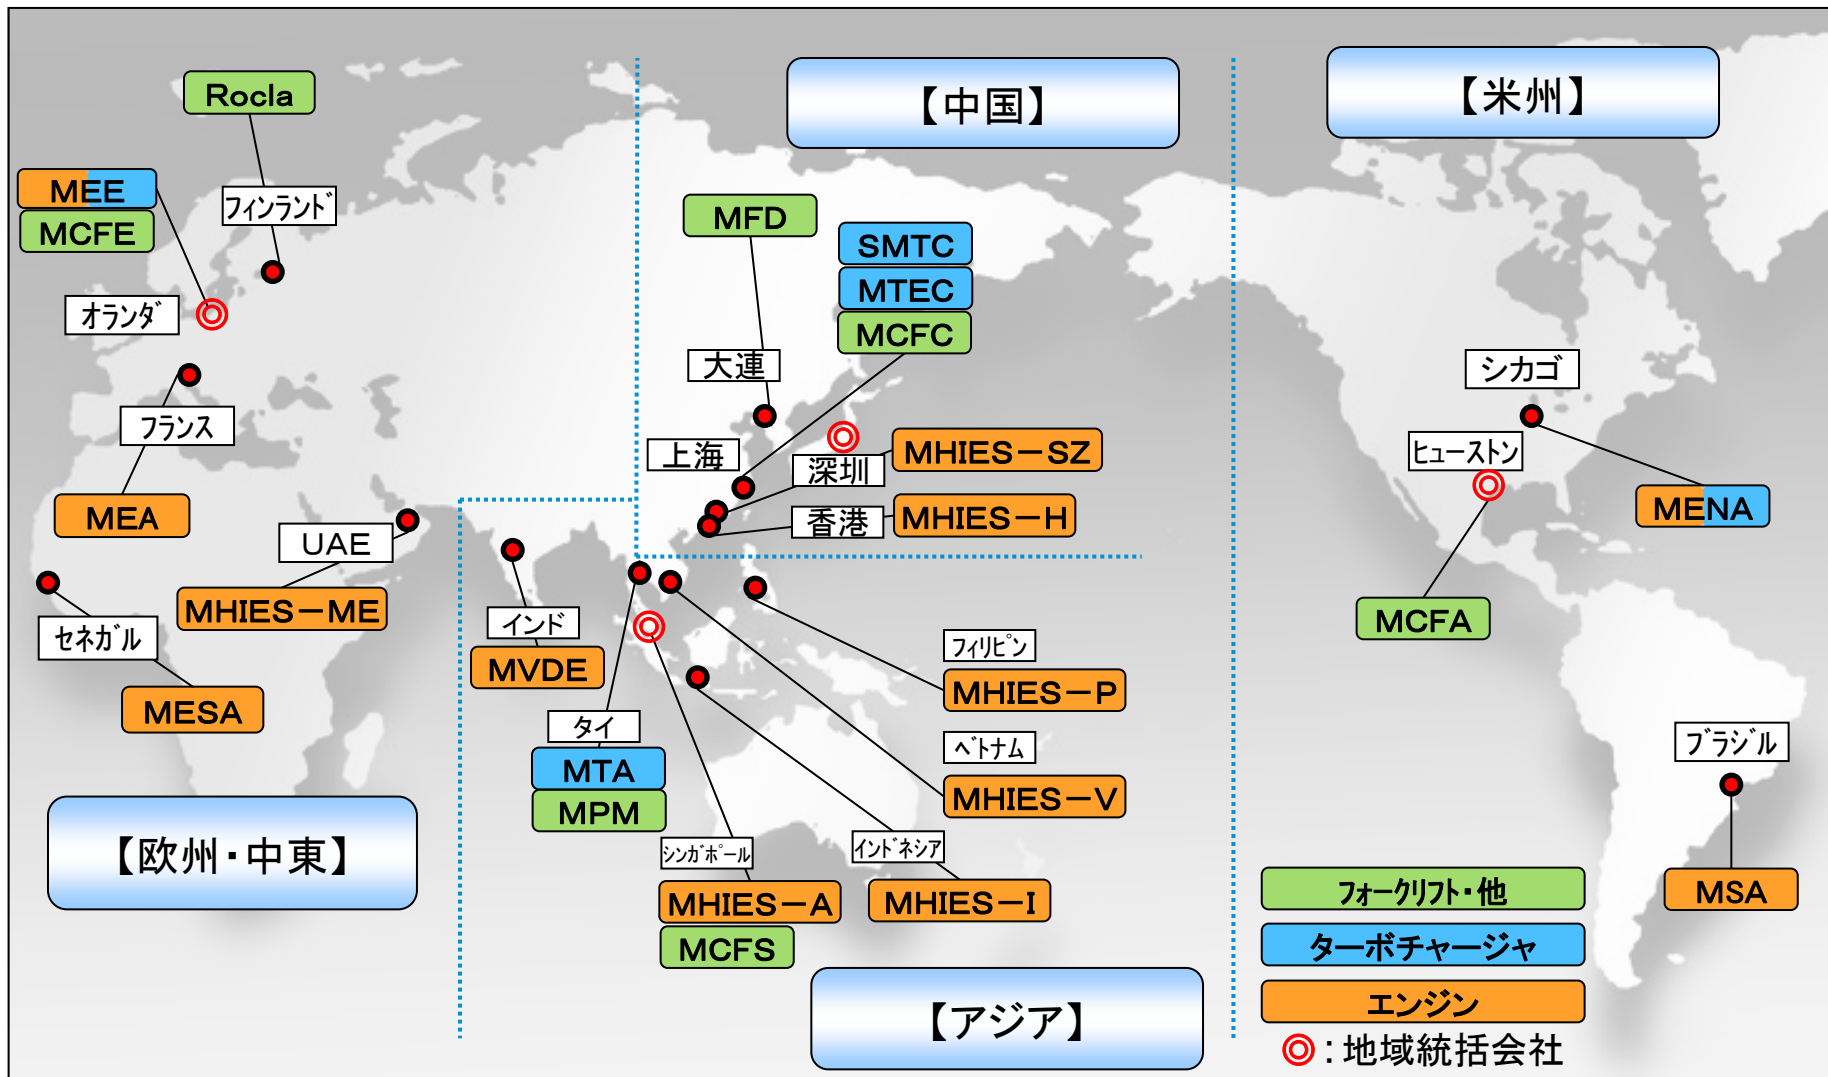 【中国】
【米州】
Rocla
MEE
MCFE
フィンランド
オランダ
フランス
MEA
UAE
MHIES－ME
セネガル
MESA
【欧州・中東】
MFD
SMTC
MTEC
MCFC
大連
上海
深圳
MHIES－SZ
香港
MHIES－H
インド
MVDE
タイ
MTA
MPM
シンガポール
MHIES－A
MCFS
インドネシア
MHIES－I
フィリピン
MHIES－P
ベトナム
MHIES－V
【アジア】
シカゴ
ヒューストン
MENA
MCFA
ブラジル
MSA
フォークリフト・他
ターボチャージャ
エンジン
◎：地域統括会社